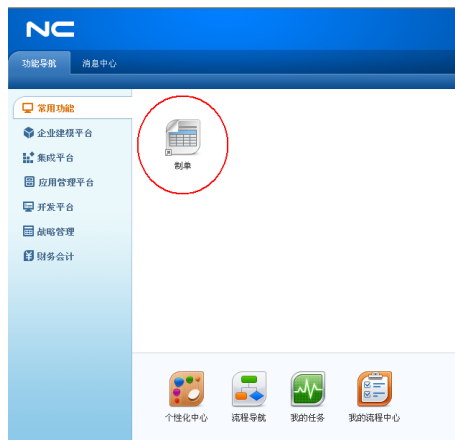 NC
功能导航 消息中心
常用功能
企业建模平台
集成平台
应用管理平台
开发平台
战略管理
财务会计
制单
个性化中心 流程导航 我的任务 我的流程中心